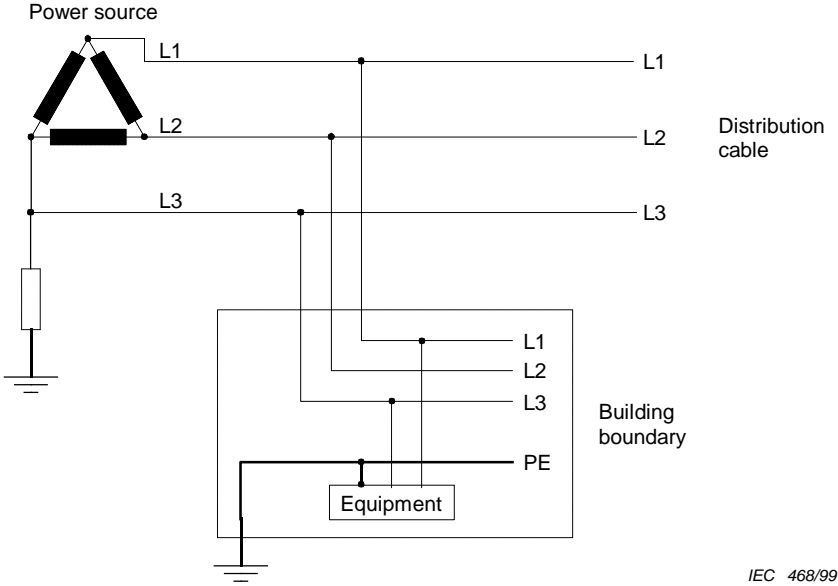 Power source
L1
L1
L2
L2
Distribution
cable
L3
L3
L1
L2
L3
Building
boundary
PE
Equipment
IEC 468/99